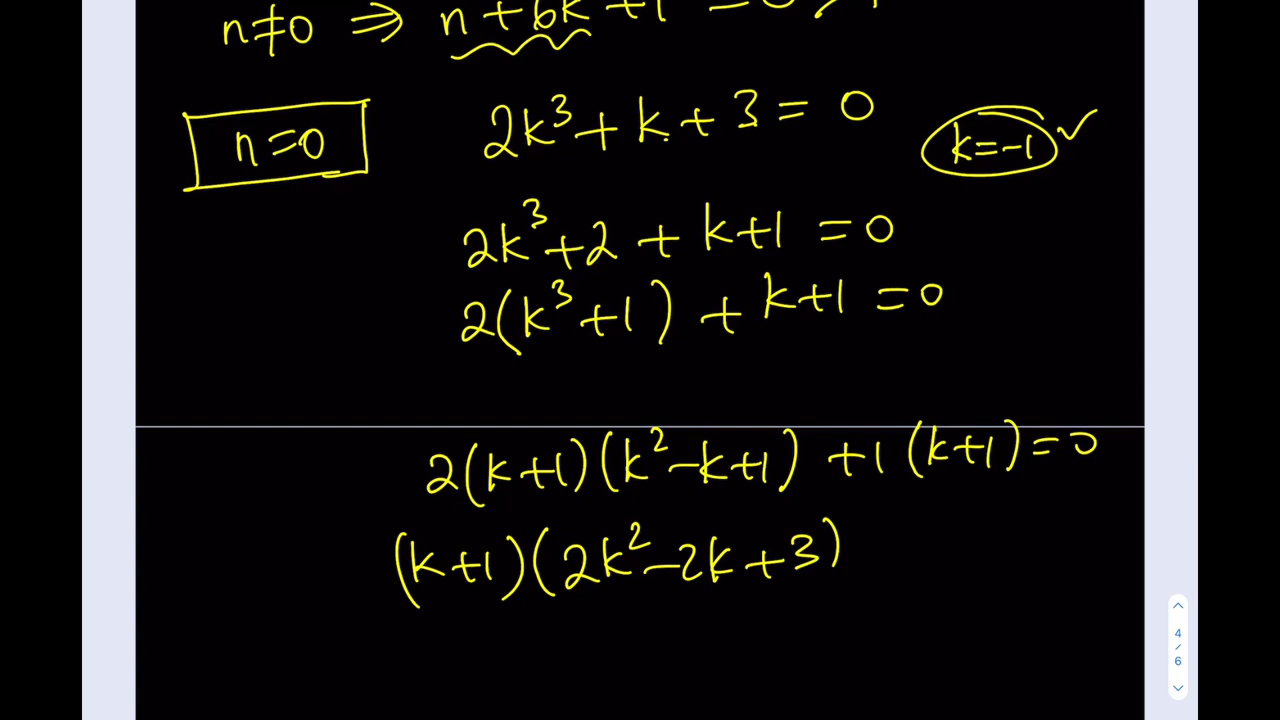 n≠0 ⇒ n+6k+1 = 0
n=0
2k³+k+3=0
k=-1 ✓
2k³+2+k+1=0
2(k³+1)+k+1=0
2(k+1)(k²-k+1)+1(k+1)=0
(k+1)(2k²-2k+3)
4
/
6